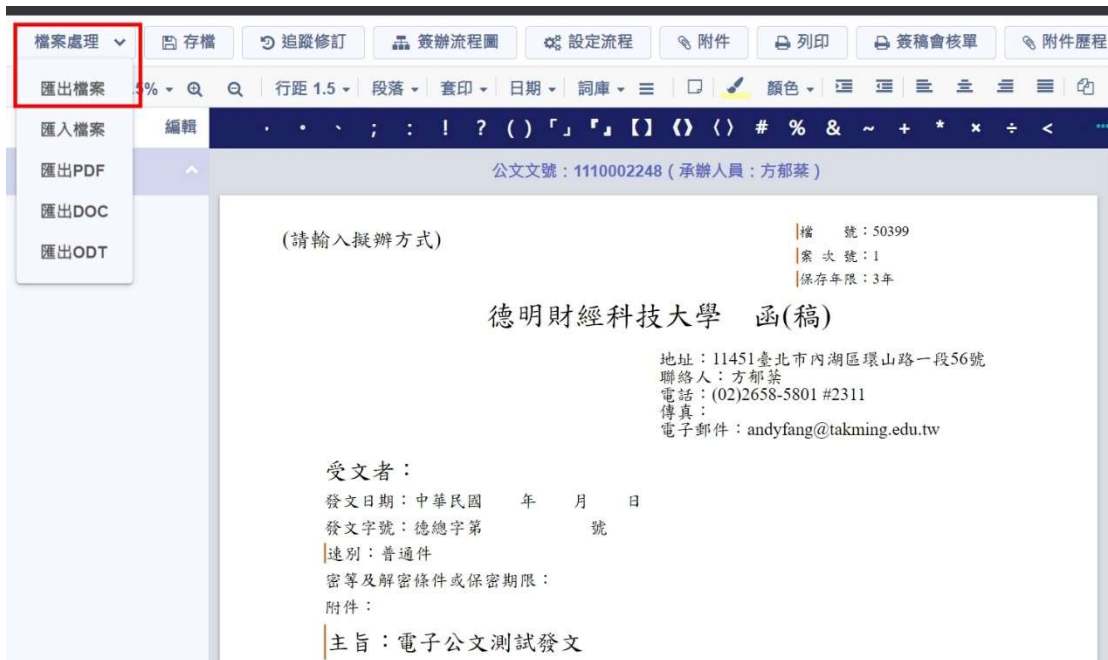 檔案處理 存檔 追蹤修訂 簽辦流程圖 設定流程 附件 列印 簽稿會核單 附件歷程
匯出檔案 5% 行距 1.5 段落 套印 日期 詞庫 顏色
匯入檔案 編輯 , • 、 ; : ! ? ( ) 「」 『』 【】 《》 〈〉 # % & ~ + * × ÷ <
匯出PDF
匯出DOC
匯出ODT
公文文號:1110002248 (承辦人員:方郁菜)
(請輸入擬辦方式)
檔 號:50399
案 次 號:1
保存年限:3年
德明財經科技大學 函(稿)
地址:11451臺北市內湖區環山路一段56號
聯絡人:方郁菜
電話:(02)2658-5801 #2311
傳真:
電子郵件:andyfang@takming.edu.tw
受文者:
發文日期:中華民國 年 月 日
發文字號:德總字第 號
速別:普通件
密等及解密條件或保密期限:
附件:
主旨:電子公文測試發文